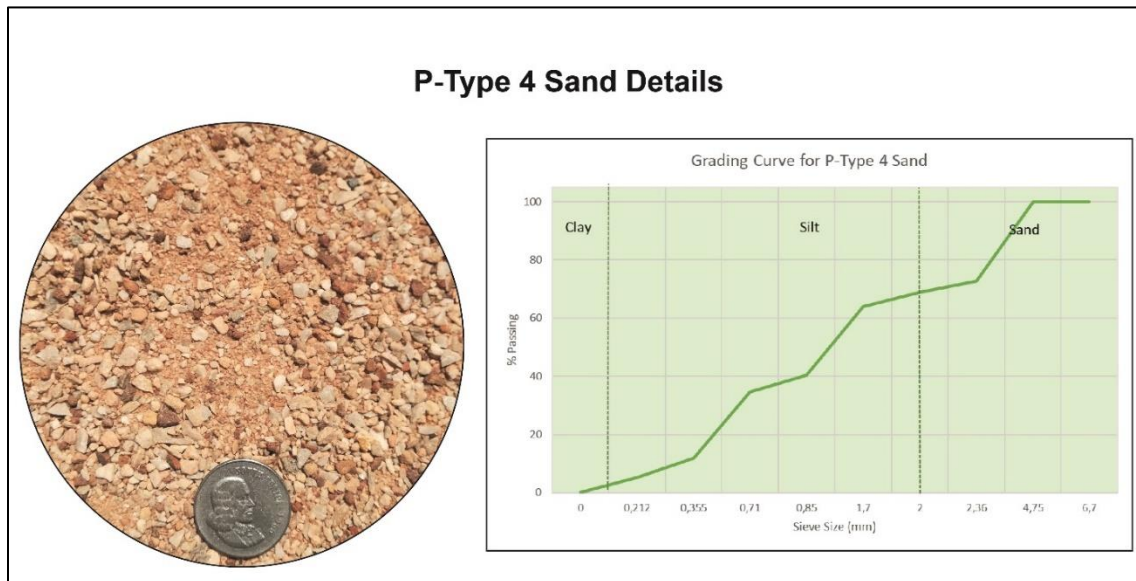 P-Type 4 Sand Details
Grading Curve for P-Type 4 Sand
Clay
Silt
Sand
% Passing
100
80
60
40
20
0
0 0,212 0,355 0,71 0,85 1,7 2 2,36 4,75 6,7
Sieve Size (mm)